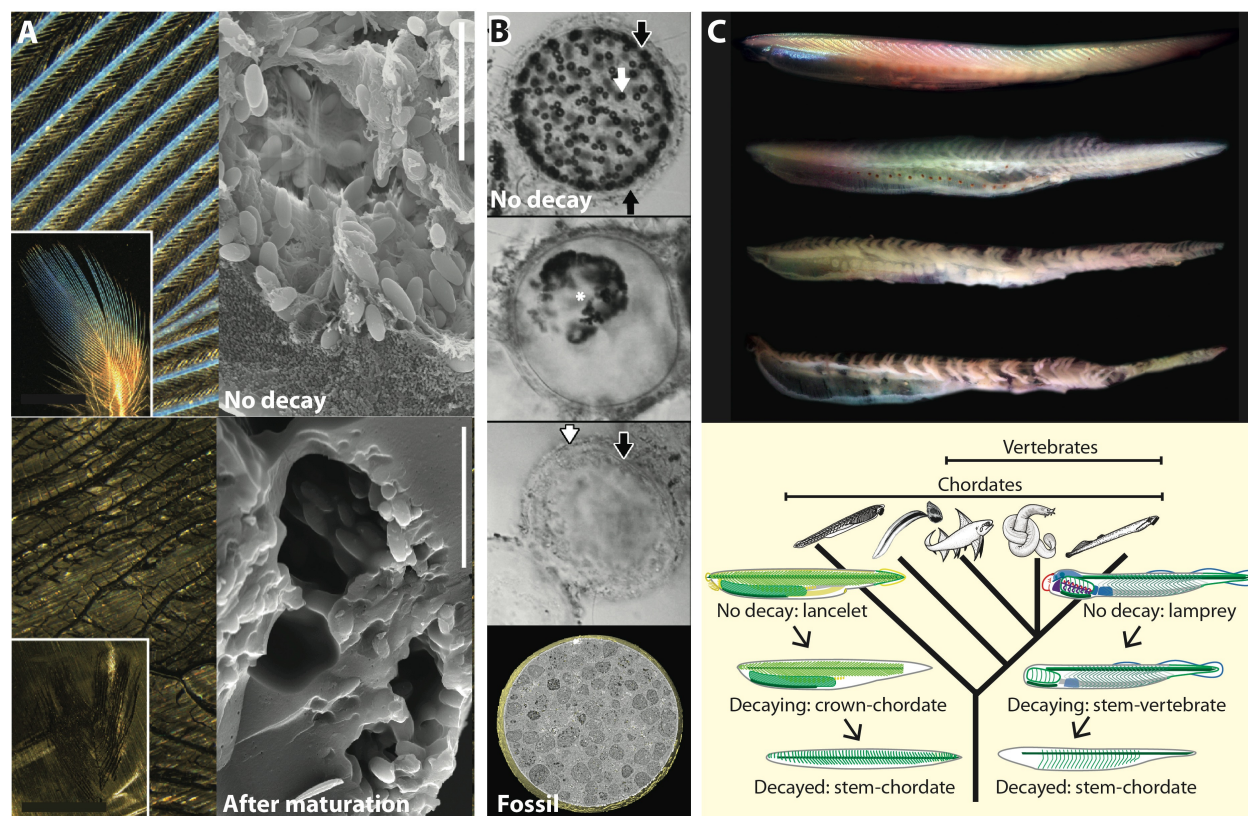 A
No decay
After maturation
B
No decay
*
Fossil
C
Vertebrates
Chordates
No decay: lancelet
No decay: lamprey
Decaying: crown-chordate
Decaying: stem-vertebrate
Decayed: stem-chordate
Decayed: stem-chordate